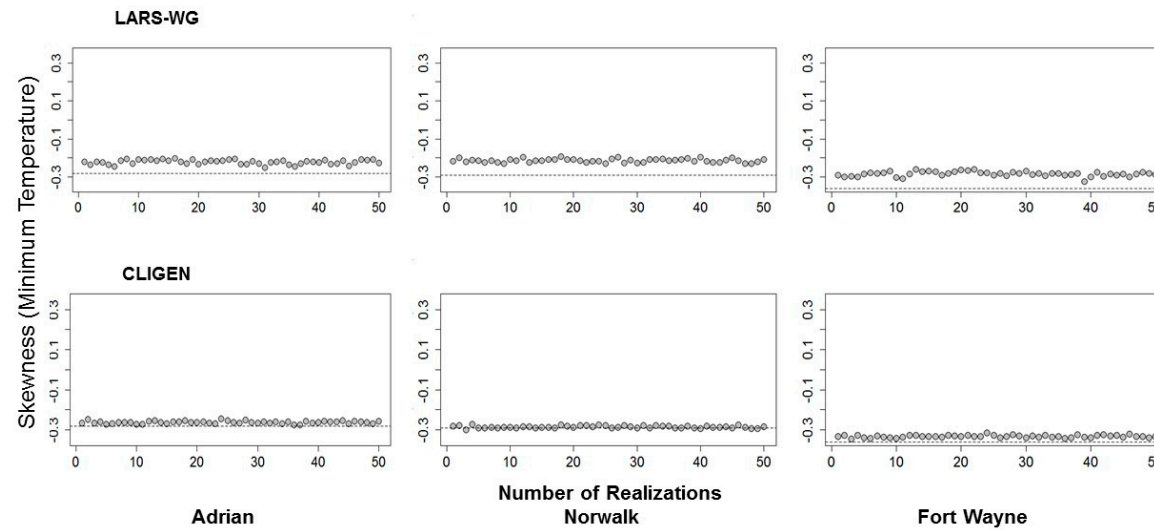 LARS-WG
Skewness (Minimum Temperature)
0.3 0.1 -0.1 -0.3
0 10 20 30 40 50
0.3 0.1 -0.1 -0.3
0 10 20 30 40 50
0.3 0.1 -0.1 -0.3
0 10 20 30 40
CLIGEN
0.3 0.1 -0.1 -0.3
0 10 20 30 40 50
0.3 0.1 -0.1 -0.3
0 10 20 30 40 50
0.3 0.1 -0.1 -0.3
0 10 20 30 40
Number of Realizations
Adrian Norwalk Fort Wayne